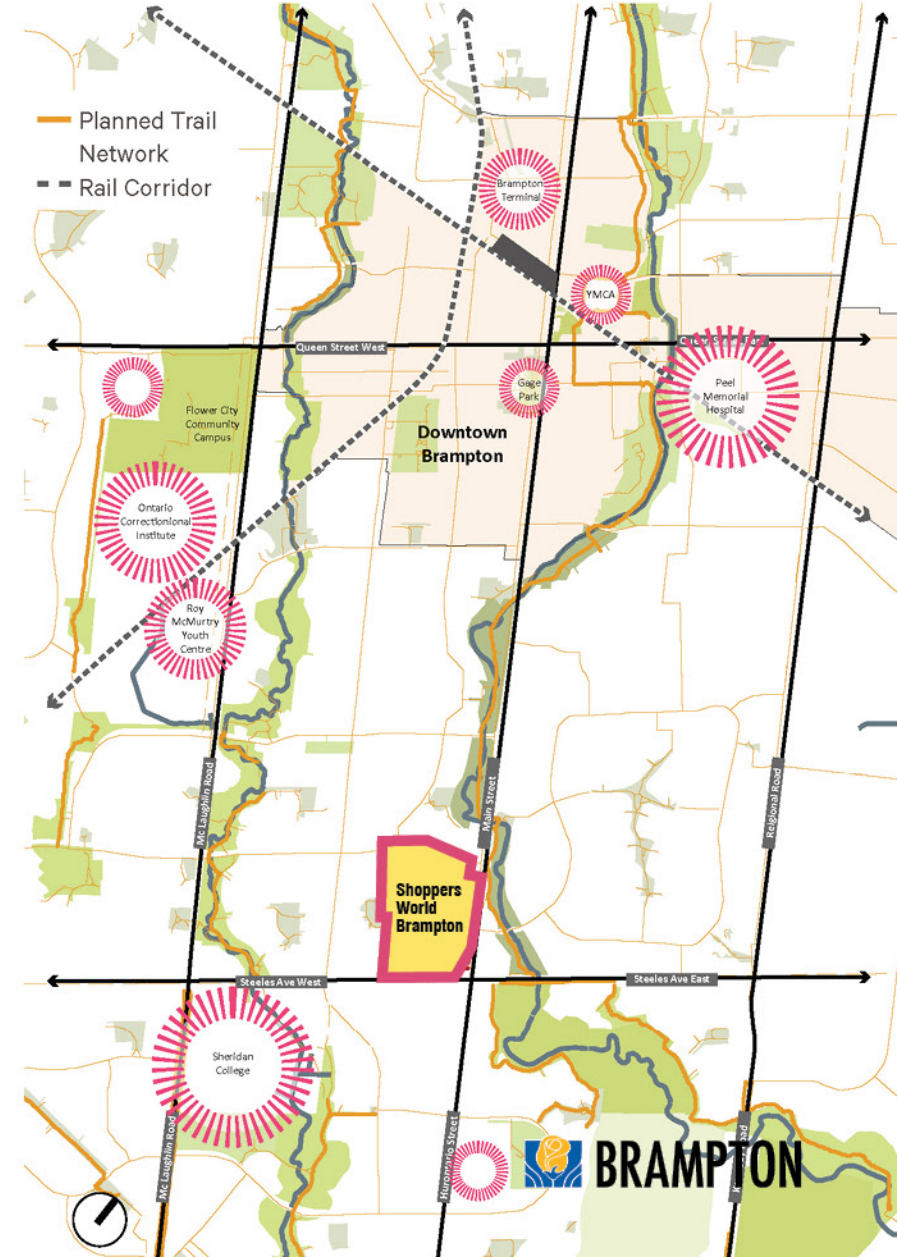 Planned Trail
Network
Rail Corridor
Brampton
Terminal
YMCA
Queen Street West
Peel
Memorial
Hospital
Gage
Park
Flower City
Community
Campus
Downtown
Brampton
Ontario
Correctionional
Institute
Roy
McMurtry
Youth
Centre
Mc Laughlin Road
Main Street
Reigional Road
Shoppers
World
Brampton
Steeles Ave West
Steeles Ave East
Sheridan
College
Mc Laughlin Road
Hurontario Street
BRAMPTON